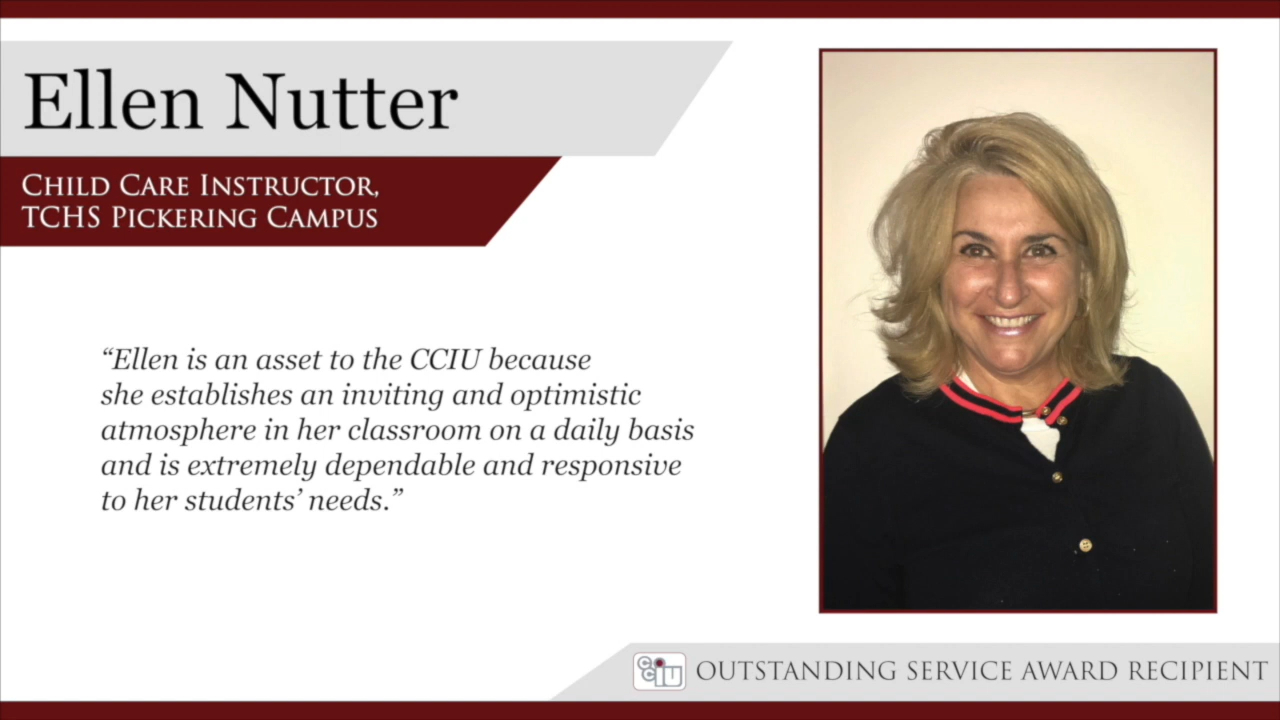 Ellen Nutter
Child Care Instructor,
TCHS Pickering Campus
“Ellen is an asset to the CCIU because
she establishes an inviting and optimistic
atmosphere in her classroom on a daily basis
and is extremely dependable and responsive
to her students’ needs.”
CCIU OUTSTANDING SERVICE AWARD RECIPIENT